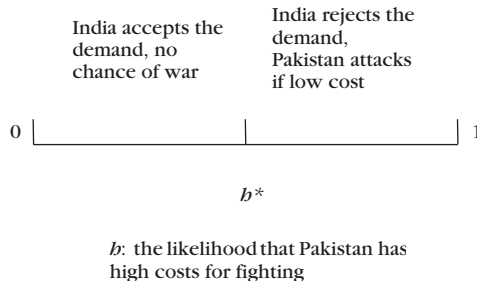 India accepts the
demand, no
chance of war
India rejects the
demand,
Pakistan attacks
if low cost
0
1
h*
h: the likelihood that Pakistan has
high costs for fighting